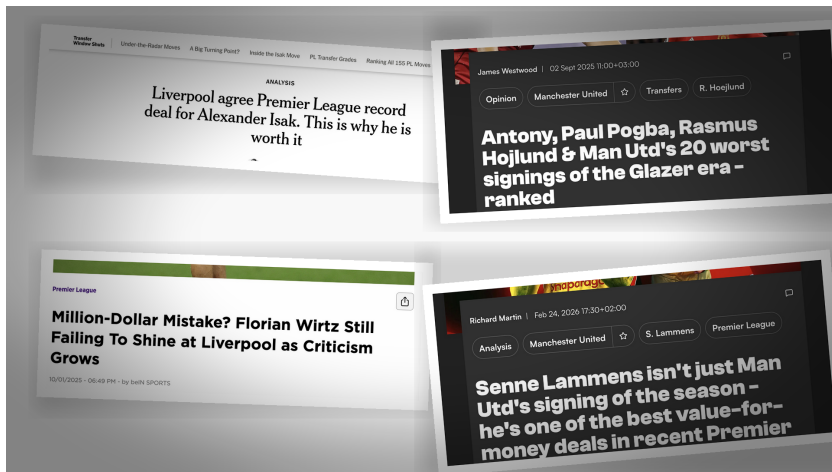 Transfer
Window Shots
Under-the-Radar Moves
A Big Turning Point?
Inside the Isak Move
PL Transfer Grades
Ranking All 155 PL Moves
ANALYSIS
Liverpool agree Premier League record
deal for Alexander Isak. This is why he is
worth it
James Westwood | 02 Sept 2025 11:00+03:00
Opinion
Manchester United
Transfers
R. Hoejlund
Antony, Paul Pogba, Rasmus
Hojlund & Man Utd's 20 worst
signings of the Glazer era –
ranked
Premier League
Million-Dollar Mistake? Florian Wirtz Still
Failing To Shine at Liverpool as Criticism
Grows
10/01/2025 - 06:49 PM - by beIN SPORTS
Snapdragon
Richard Martin | Feb 24, 2026 17:30+02:00
Analysis
Manchester United
S. Lammens
Premier League
Senne Lammens isn't just Man
Utd's signing of the season –
he's one of the best value-for-
money deals in recent Premier